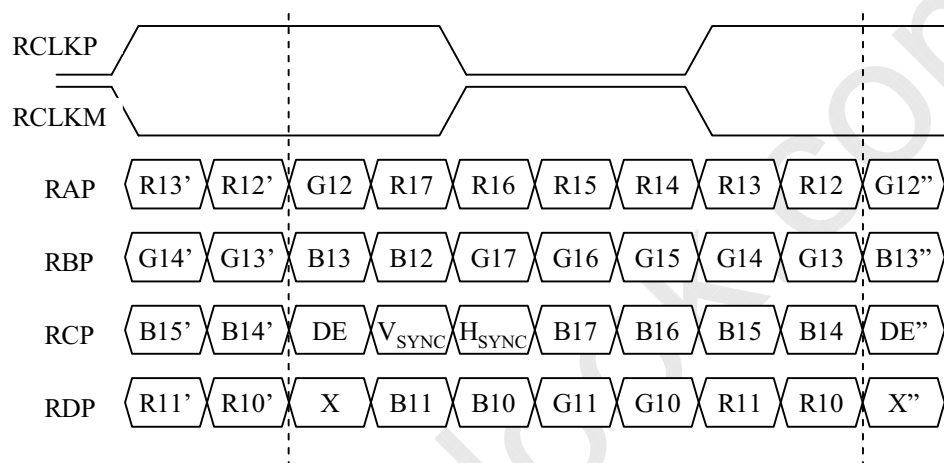 RCLKP
RCLKM
RAP R13’ R12’ G12 R17 R16 R15 R14 R13 R12 G12”
RBP G14’ G13’ B13 B12 G17 G16 G15 G14 G13 B13”
RCP B15’ B14’ DE VSYNC HSYNC B17 B16 B15 B14 DE”
RDP R11’ R10’ X B11 B10 G11 G10 R11 R10 X”